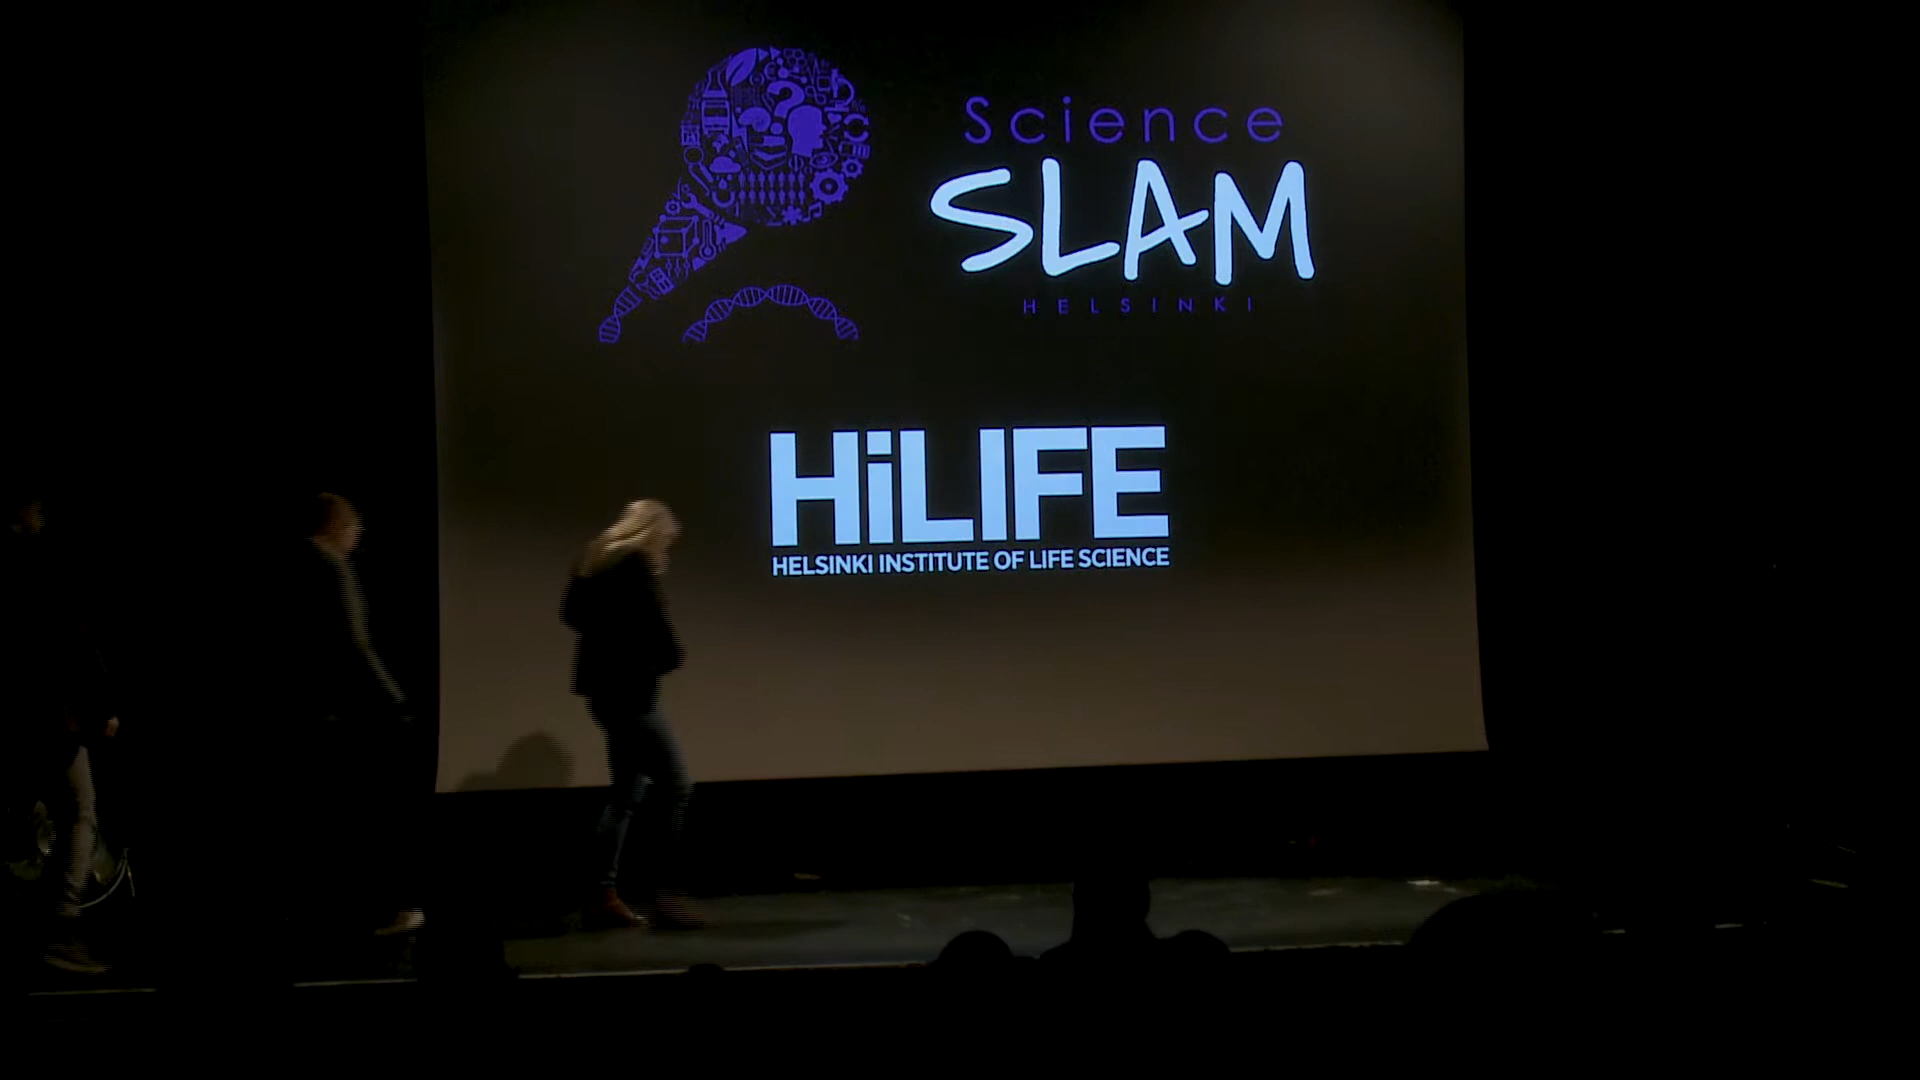 Science
SLAM
HELSINKI
HiLIFE
HELSINKI INSTITUTE OF LIFE SCIENCE